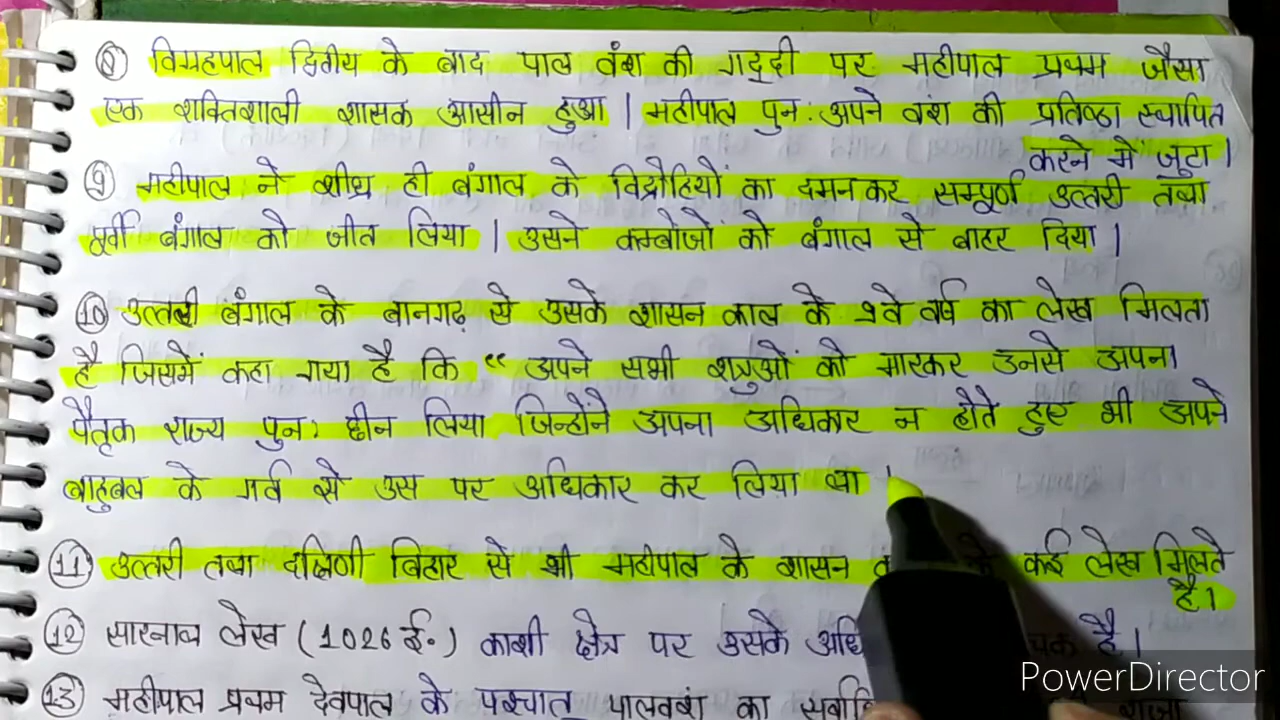 ⑧ विग्रहपाल द्वितीय के बाद पाल वंश की गद्दी पर महीपाल प्रथम जैसा
एक शक्तिशाली शासक आसीन हुआ | महीपाल पुन: अपने वंश की प्रतिष्ठा स्थापित
करने में जुटा |
⑨ महीपाल ने शीघ्र ही बंगाल के विद्रोहियों का दमनकर सम्पूर्ण उत्तरी तथा
पूर्वी बंगाल को जीत लिया | उसने कम्बोजों को बंगाल से बाहर दिया |
⑩ उत्तरी बंगाल के बानगढ़ से उसके शासन काल के 9वे वर्ष का लेख मिलता
है जिसमें कहा गया है कि “ अपने सभी शत्रुओं को मारकर उनसे अपना
पैतृक राज्य पुन: छीन लिया जिन्होंने अपना अधिकार न होते हुए भी अपने
बाहुबल के गर्व से उस पर अधिकार कर लिया था
⑪ उत्तरी तथा दक्षिणी बिहार से भी महीपाल के शासन के कई लेख मिलते
है।
⑫ सारनाथ लेख (1026 ई॰) काशी क्षेत्र पर उसके है |
⑬ महीपाल प्रथम देवपाल के पश्चात् पालवंश का
PowerDirector